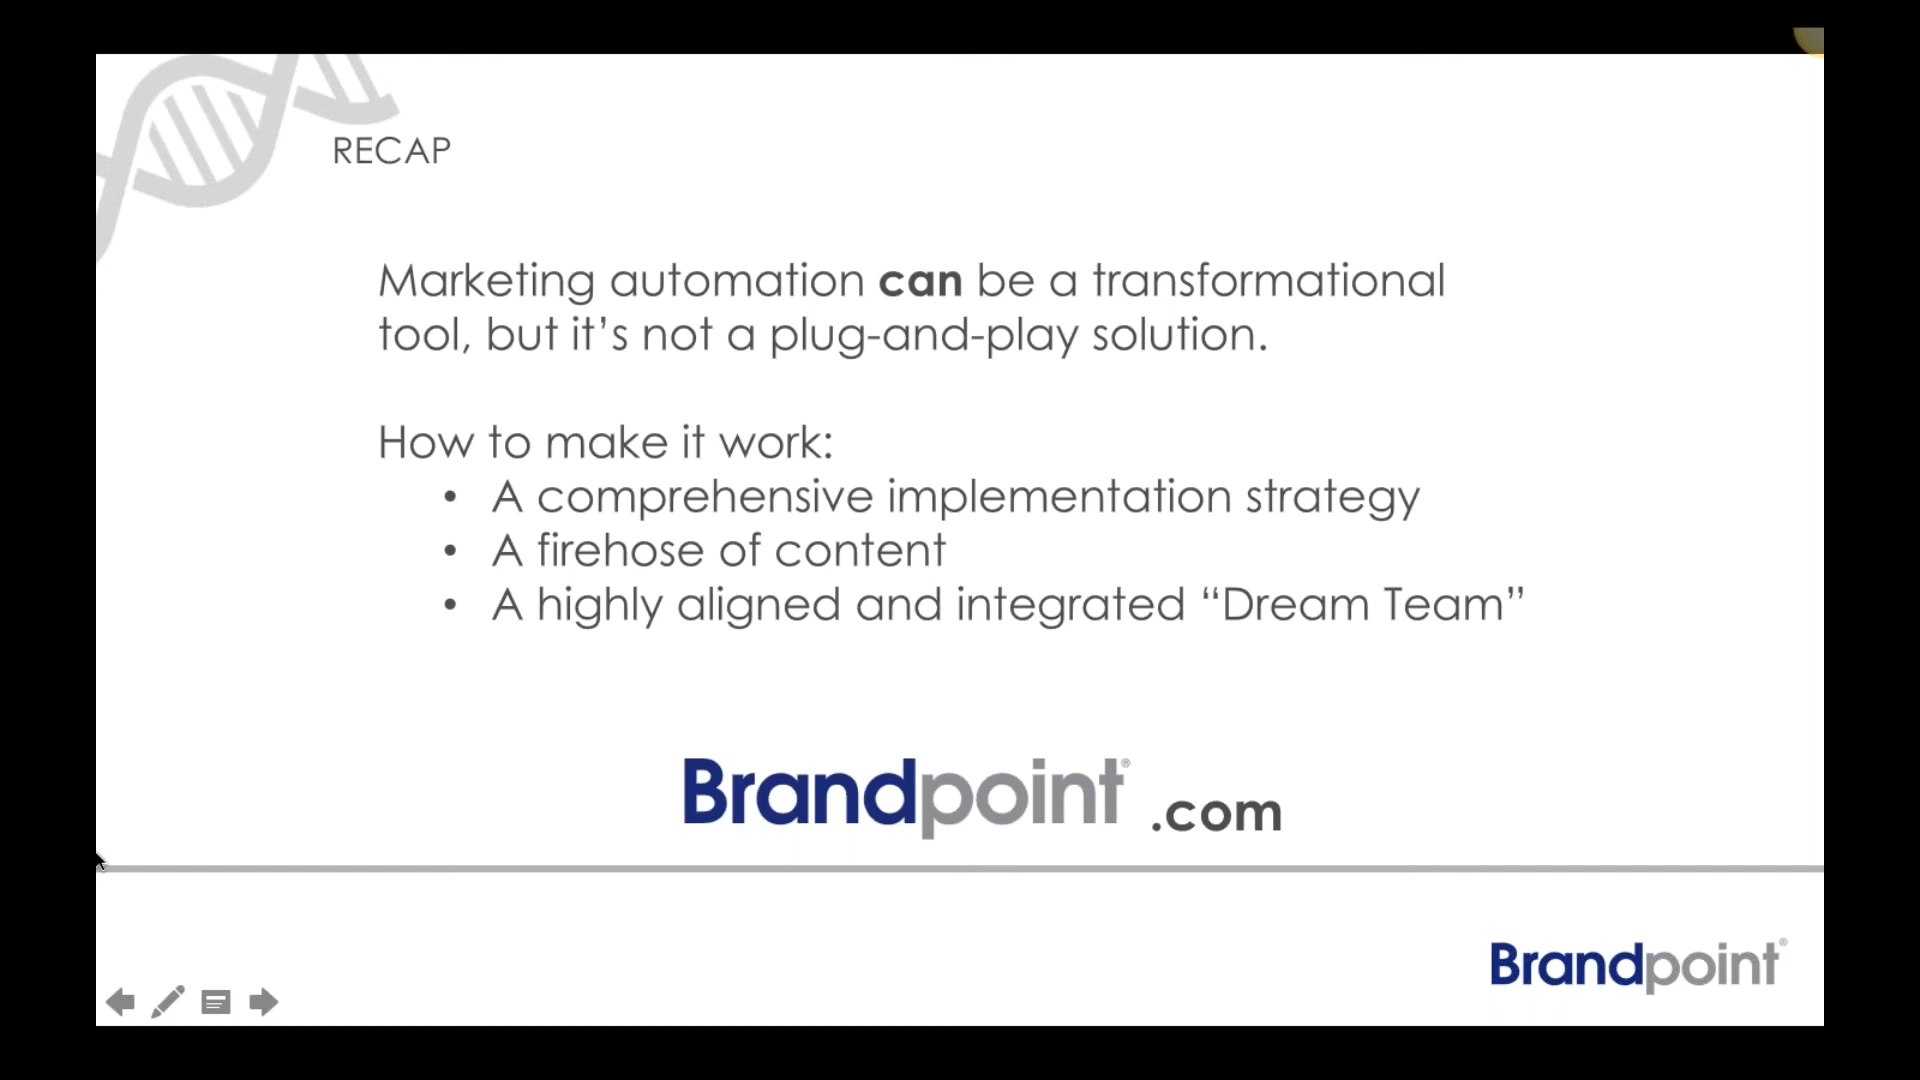 RECAP
Marketing automation can be a transformational
tool, but it’s not a plug-and-play solution.
How to make it work:
• A comprehensive implementation strategy
• A firehose of content
• A highly aligned and integrated “Dream Team”
Brandpoint® .com
Brandpoint®